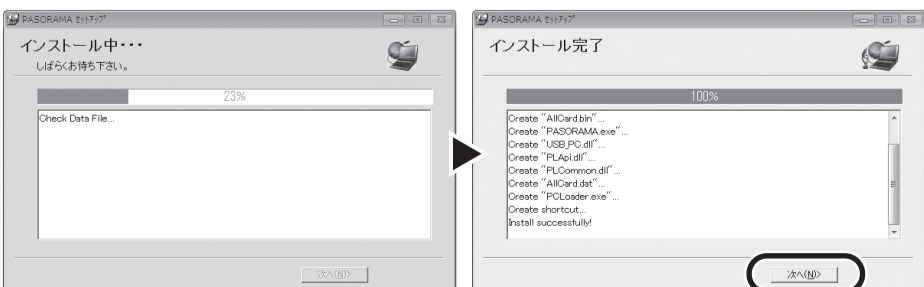 PASORAMA ｾｯﾄｱｯﾌﾟ
インストール中・・・
しばらくお待ち下さい。
23%
Check Data File...
次へ(N)>
PASORAMA ｾｯﾄｱｯﾌﾟ
インストール完了
100%
Create "AllCard.bin"...
Create "PASORAMA.exe"...
Create "USB_PC.dll"...
Create "PLApi.dll"...
Create "PLCommon.dll"...
Create "AllCard.dat"...
Create "PCLoader.exe"...
Create shortcut...
Install successfully!
次へ(N)>